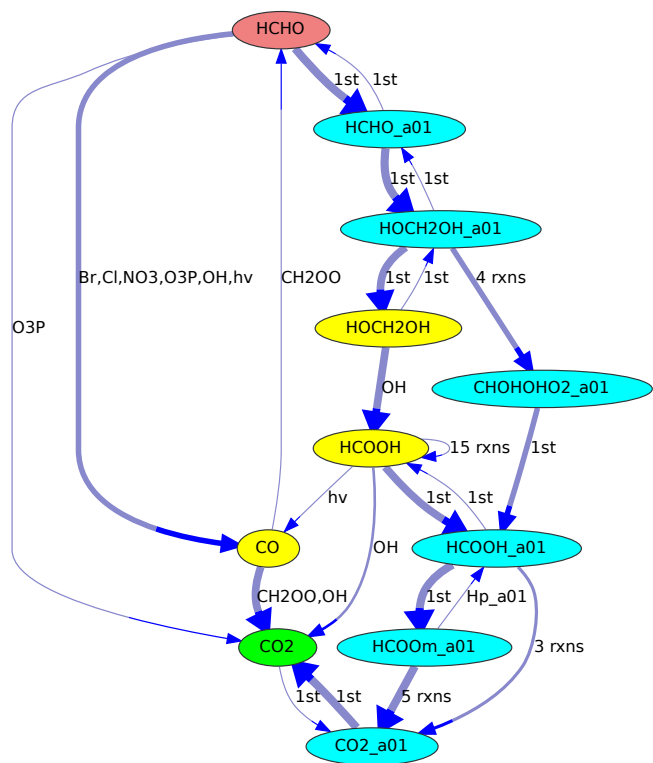 HCHO
1st 1st
HCHO_a01
1st 1st
HOCH2OH_a01
Br,Cl,NO3,O3P,OH,hv
CH2OO
1st 1st
4 rxns
O3P
HOCH2OH
OH
CHOHOHO2_a01
HCOOH
15 rxns
1st
hv
1st 1st
CO
OH
HCOOH_a01
CH2OO,OH
1st
Hp_a01
CO2
HCOOm_a01
3 rxns
1st 1st
5 rxns
CO2_a01